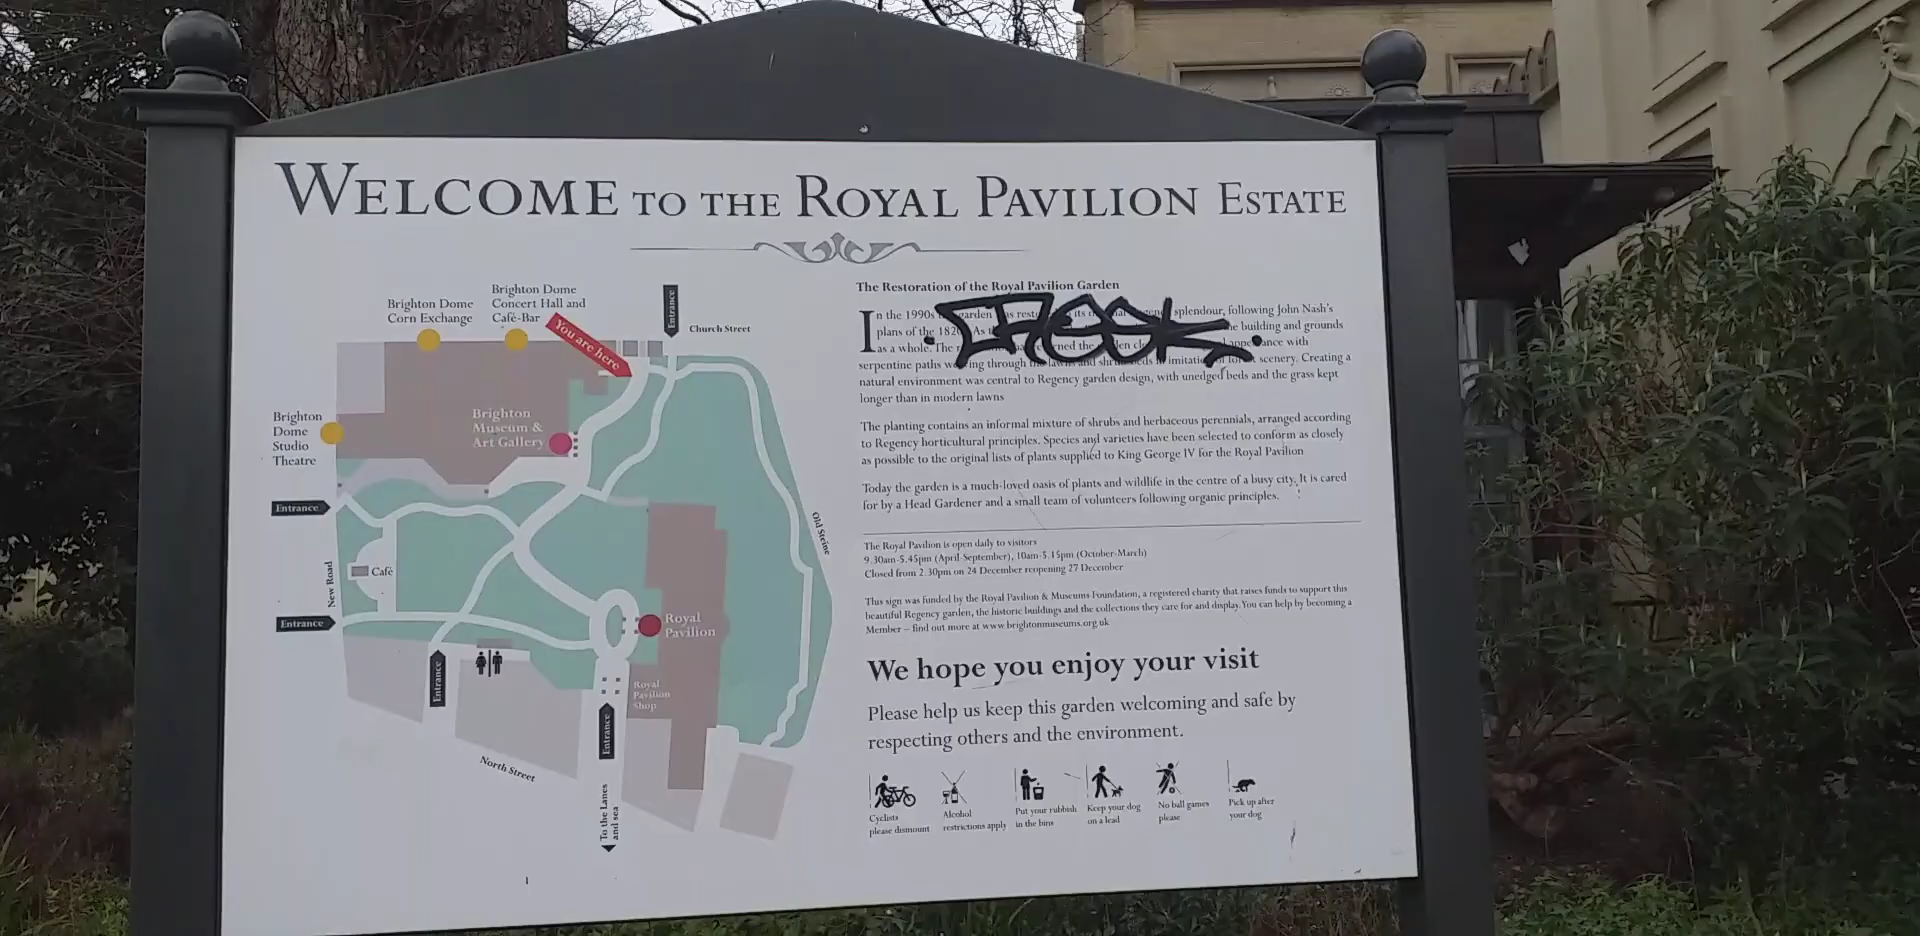 WELCOME TO THE ROYAL PAVILION ESTATE
Brighton Dome
Corn Exchange
Brighton Dome
Concert Hall and
Café-Bar
You are here
Entrance
Church Street
Brighton
Museum &
Art Gallery
Brighton
Dome
Studio
Theatre
Entrance
Old Steine
New Road
Café
Entrance
Royal
Pavilion
Entrance
Royal
Pavilion
Shop
Entrance
North Street
To the Lanes
and sea
The Restoration of the Royal Pavilion Garden
In the 1990s garden splendour, following John Nash's
plans of the building and grounds
as a whole. The with
serpentine paths through scenery. Creating a
natural environment was central to Regency garden design, with unedged beds and the grass kept
longer than in modern lawns
The planting contains an informal mixture of shrubs and herbaceous perennials, arranged according
to Regency horticultural principles. Species and varieties have been selected to conform as closely
as possible to the original lists of plants supplied to King George IV for the Royal Pavilion
Today the garden is a much-loved oasis of plants and wildlife in the centre of a busy city. It is cared
for by a Head Gardener and a small team of volunteers following organic principles.
The Royal Pavilion is open daily to visitors
9.30am-5.45pm (April-September), 10am-5.15pm (October-March)
Closed from 2.30pm on 24 December reopening 27 December
This sign was funded by the Royal Pavilion & Museums Foundation, a registered charity that raises funds to support this
beautiful Regency garden, the historic buildings and the collections they care for and display. You can help by becoming a
Member – find out more at www.brightonmuseums.org.uk
We hope you enjoy your visit
Please help us keep this garden welcoming and safe by
respecting others and the environment.
Cyclists
please dismount
Alcohol
restrictions apply
Put your rubbish
in the bins
Keep your dog
on a lead
No ball games
please
Pick up after
your dog